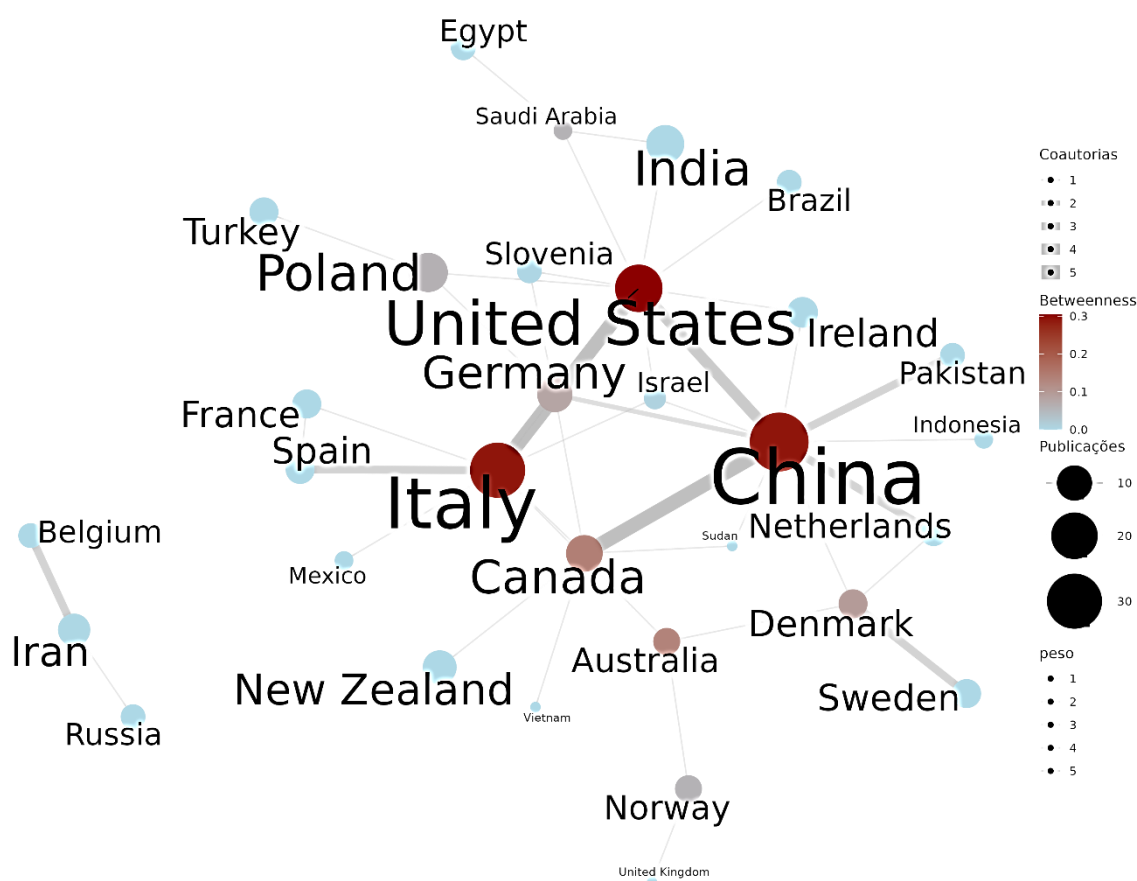 Egypt
Saudi Arabia
India
Brazil
Turkey
Slovenia
Poland
United States
Ireland
Germany
Israel
Pakistan
France
Indonesia
Spain
Italy
China
Belgium
Sudan
Netherlands
Mexico
Canada
Iran
Denmark
Australia
New Zealand
Sweden
Vietnam
Russia
Norway
United Kingdom
Coautorias
1
2
3
4
5
Betweenness
0.3
0.2
0.1
0.0
Publicações
10
20
30
peso
1
2
3
4
5